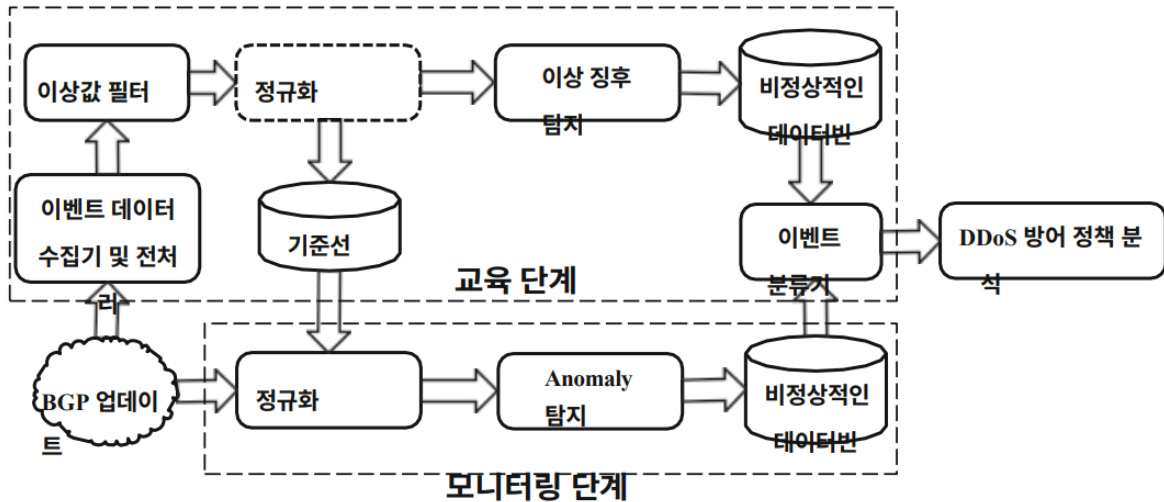 이상값 필터
정규화
이상 징후
탐지
비정상적인
데이터빈
이벤트 데이터
수집기 및 전처
리
기준선
이벤트
분류기
DDoS 방어 정책 분
석
교육 단계
BGP 업데이
트
정규화
Anomaly
탐지
비정상적인
데이터빈
모니터링 단계